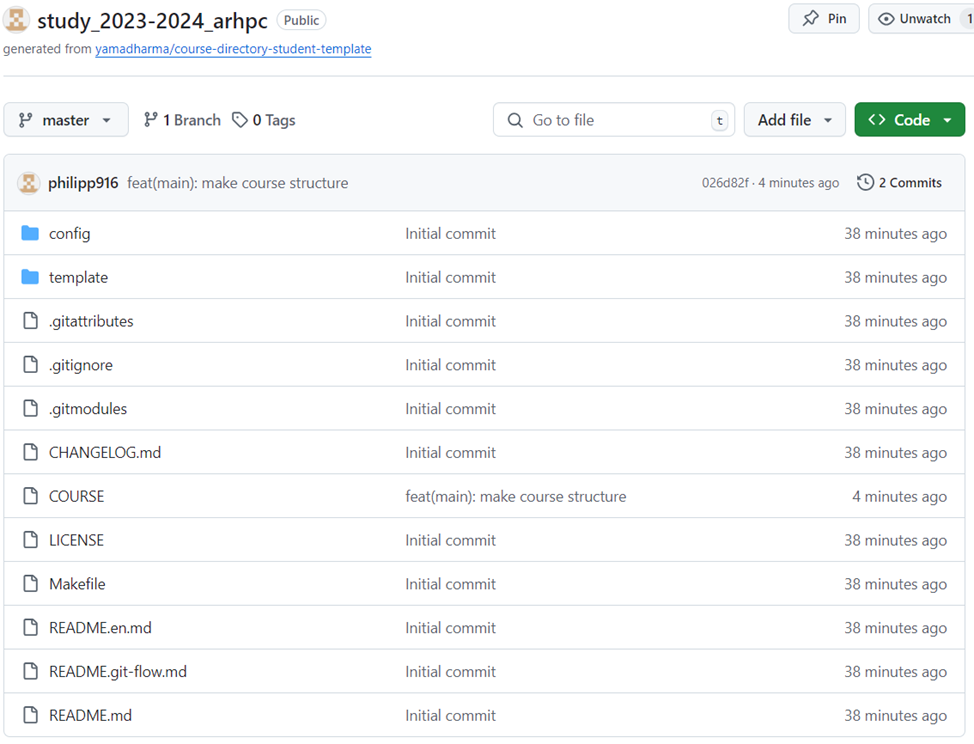 study_2023-2024_arhpc Public Pin Unwatch 1
generated from yamadharma/course-directory-student-template
master 1 Branch 0 Tags Go to file t Add file Code
philipp916 feat(main): make course structure 026d82f · 4 minutes ago 2 Commits
config Initial commit 38 minutes ago
template Initial commit 38 minutes ago
.gitattributes Initial commit 38 minutes ago
.gitignore Initial commit 38 minutes ago
.gitmodules Initial commit 38 minutes ago
CHANGELOG.md Initial commit 38 minutes ago
COURSE feat(main): make course structure 4 minutes ago
LICENSE Initial commit 38 minutes ago
Makefile Initial commit 38 minutes ago
README.en.md Initial commit 38 minutes ago
README.git-flow.md Initial commit 38 minutes ago
README.md Initial commit 38 minutes ago